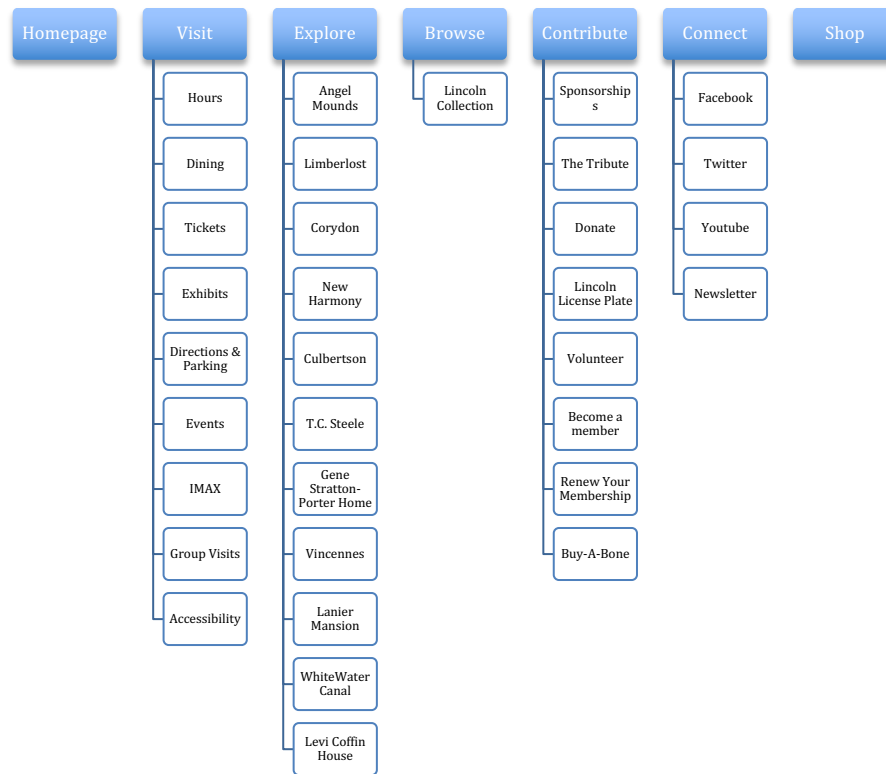 Homepage
Visit
Explore
Browse
Contribute
Connect
Shop
Hours
Dining
Tickets
Exhibits
Directions &
Parking
Events
IMAX
Group Visits
Accessibility
Angel
Mounds
Limberlost
Corydon
New
Harmony
Culbertson
T.C. Steele
Gene
Stratton-
Porter Home
Vincennes
Lanier
Mansion
WhiteWater
Canal
Levi Coffin
House
Lincoln
Collection
Sponsorship
s
The Tribute
Donate
Lincoln
License Plate
Volunteer
Become a
member
Renew Your
Membership
Buy-A-Bone
Facebook
Twitter
Youtube
Newsletter